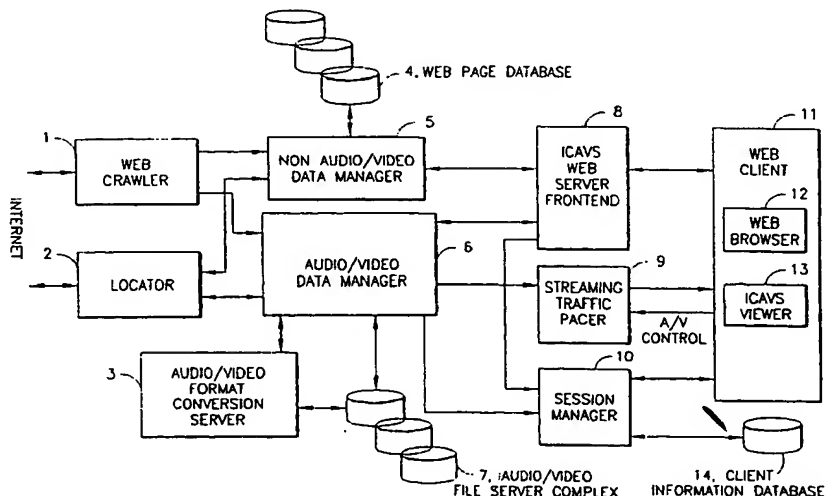 4, WEB PAGE DATABASE
1
WEB
CRAWLER
5
NON AUDIO/VIDEO
DATA MANAGER
8
ICAVS
WEB
SERVER
FRONTEND
11
WEB
CLIENT
12
WEB
BROWSER
13
ICAVS
VIEWER
INTERNET
2
LOCATOR
6
AUDIO/VIDEO
DATA MANAGER
9
STREAMING
TRAFFIC
PACER
A/V
CONTROL
3
AUDIO/VIDEO
FORMAT
CONVERSION
SERVER
10
SESSION
MANAGER
7, AUDIO/VIDEO
FILE SERVER COMPLEX
14, CLIENT
INFORMATION DATABASE